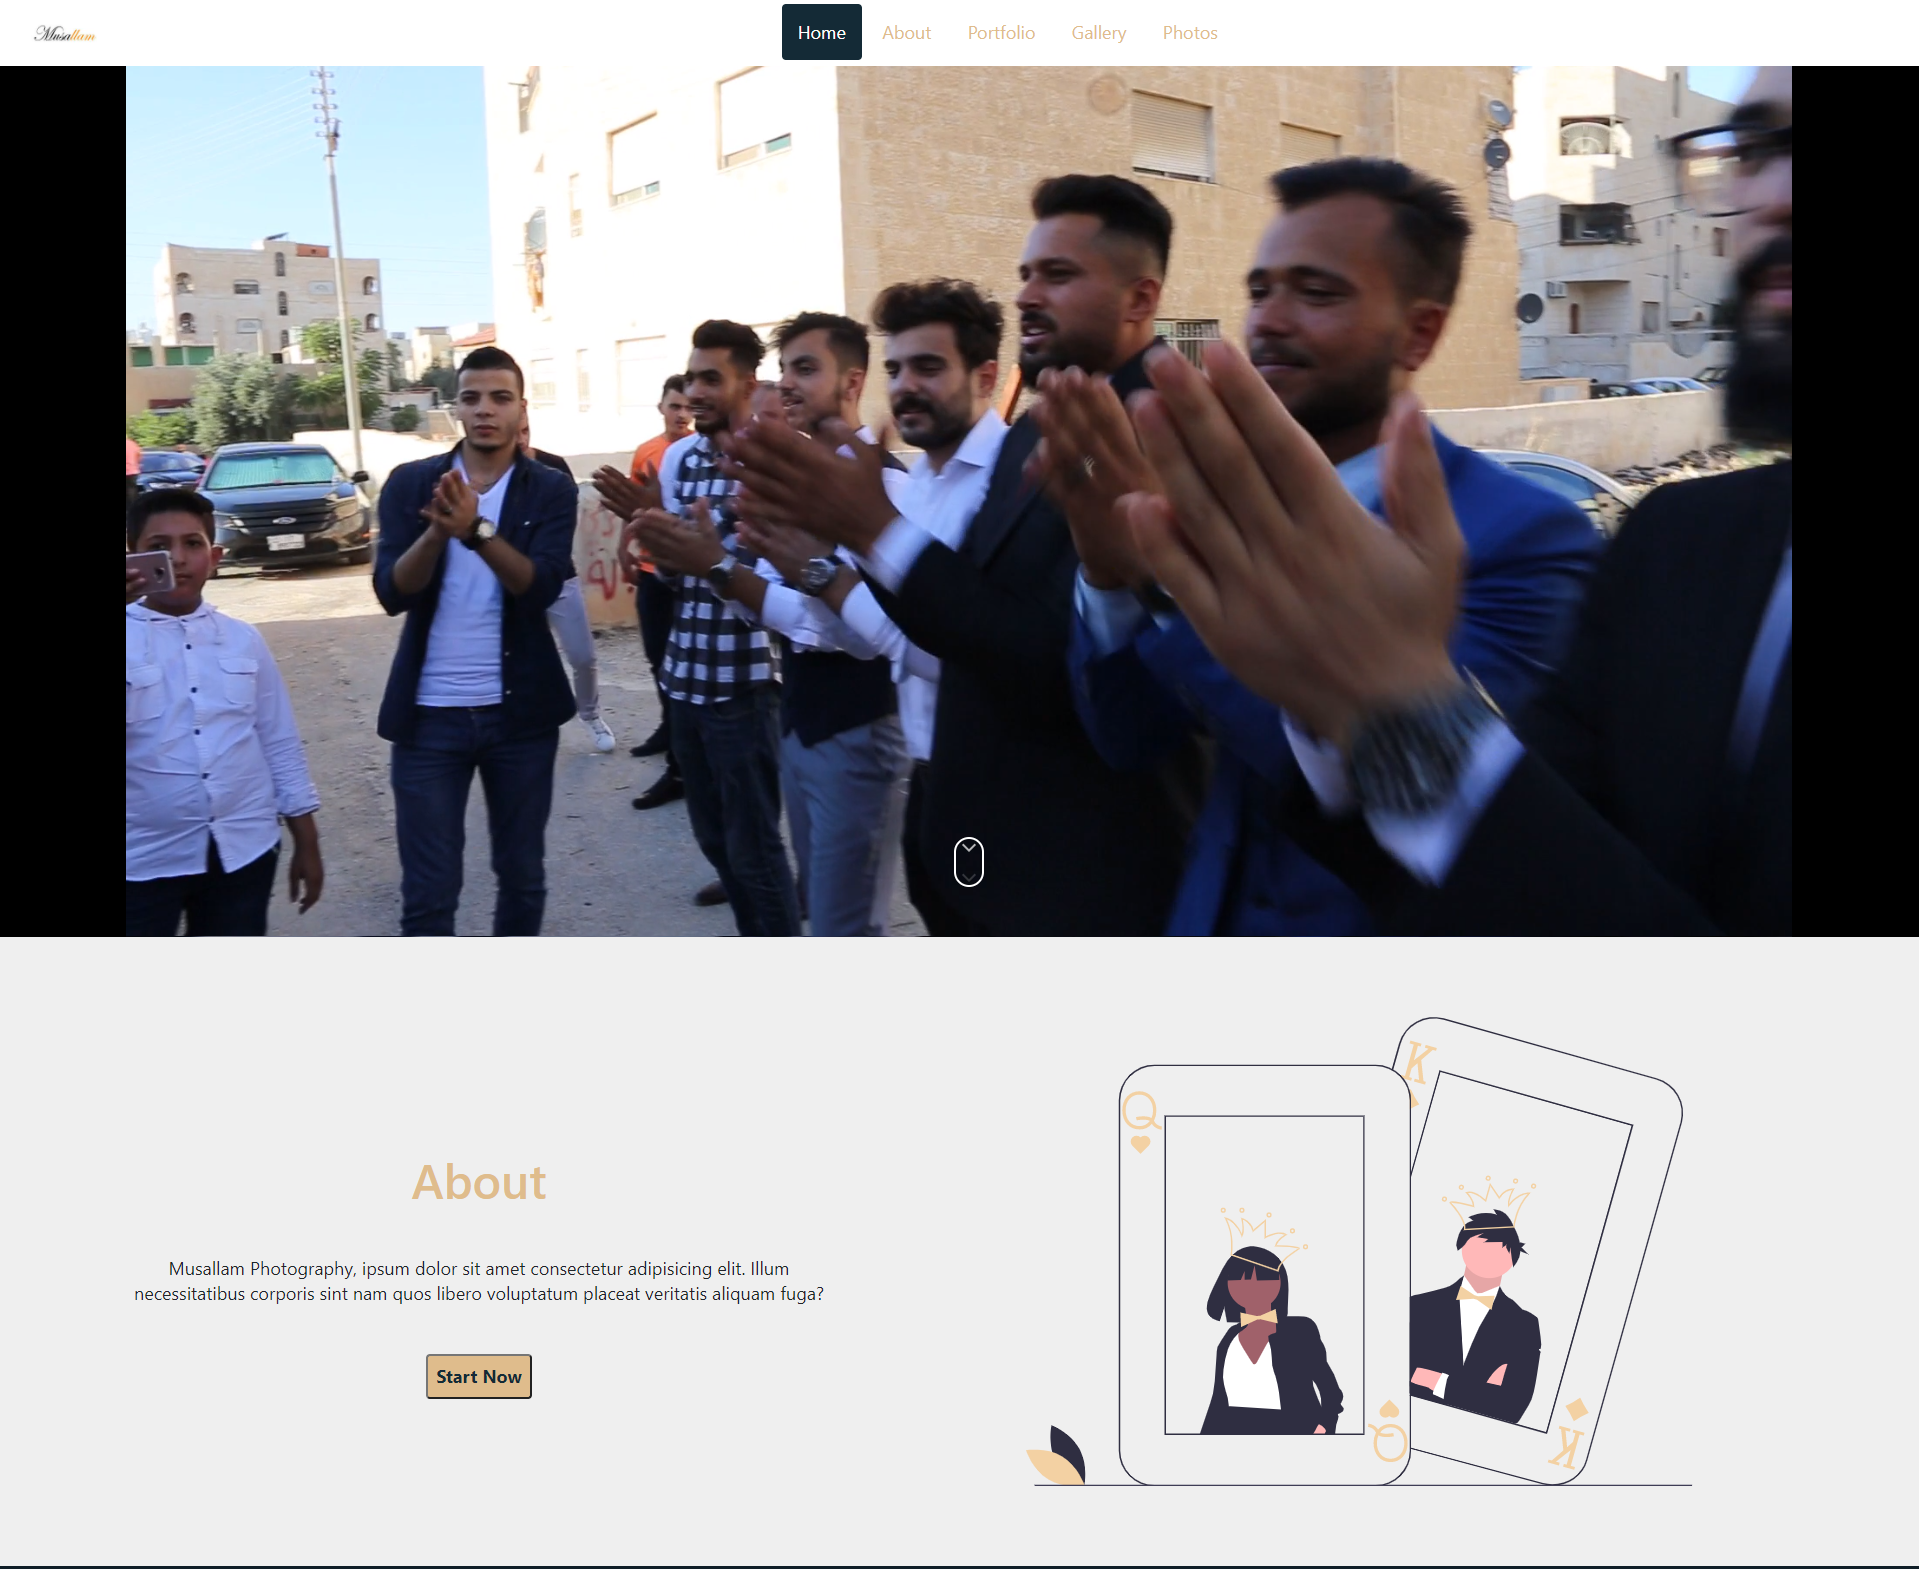 Musallam
Home About Portfolio Gallery Photos
About
Musallam Photography, ipsum dolor sit amet consectetur adipisicing elit. Illum
necessitatibus corporis sint nam quos libero voluptatum placeat veritatis aliquam fuga?
Start Now
Q
K
Q
K